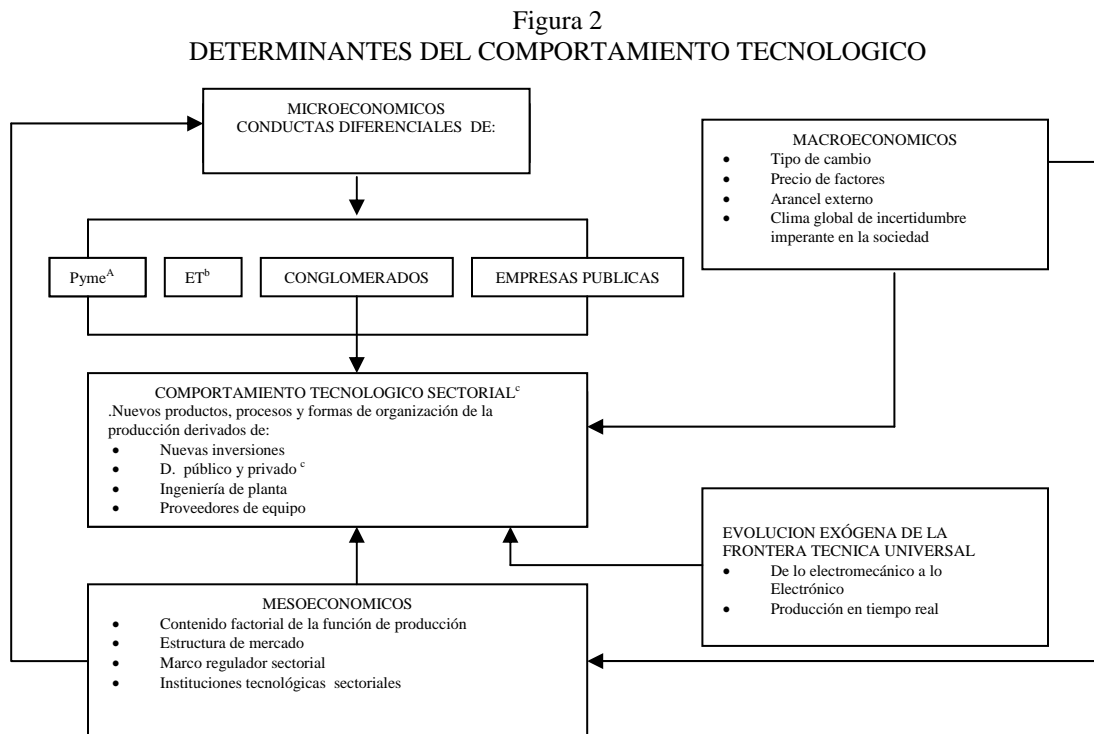 Figura 2
DETERMINANTES DEL COMPORTAMIENTO TECNOLOGICO
MICROECONOMICOS
CONDUCTAS DIFERENCIALES DE:
MACROECONOMICOS
• Tipo de cambio
• Precio de factores
• Arancel externo
• Clima global de incertidumbre
imperante en la sociedad
Pyme^A
ET^b
CONGLOMERADOS
EMPRESAS PUBLICAS
COMPORTAMIENTO TECNOLOGICO SECTORIAL^c
.Nuevos productos, procesos y formas de organización de la
producción derivados de:
• Nuevas inversiones
• D. público y privado ^c
• Ingeniería de planta
• Proveedores de equipo
EVOLUCION EXÓGENA DE LA
FRONTERA TECNICA UNIVERSAL
• De lo electromecánico a lo
Electrónico
• Producción en tiempo real
MESOECONOMICOS
• Contenido factorial de la función de producción
• Estructura de mercado
• Marco regulador sectorial
• Instituciones tecnológicas sectoriales